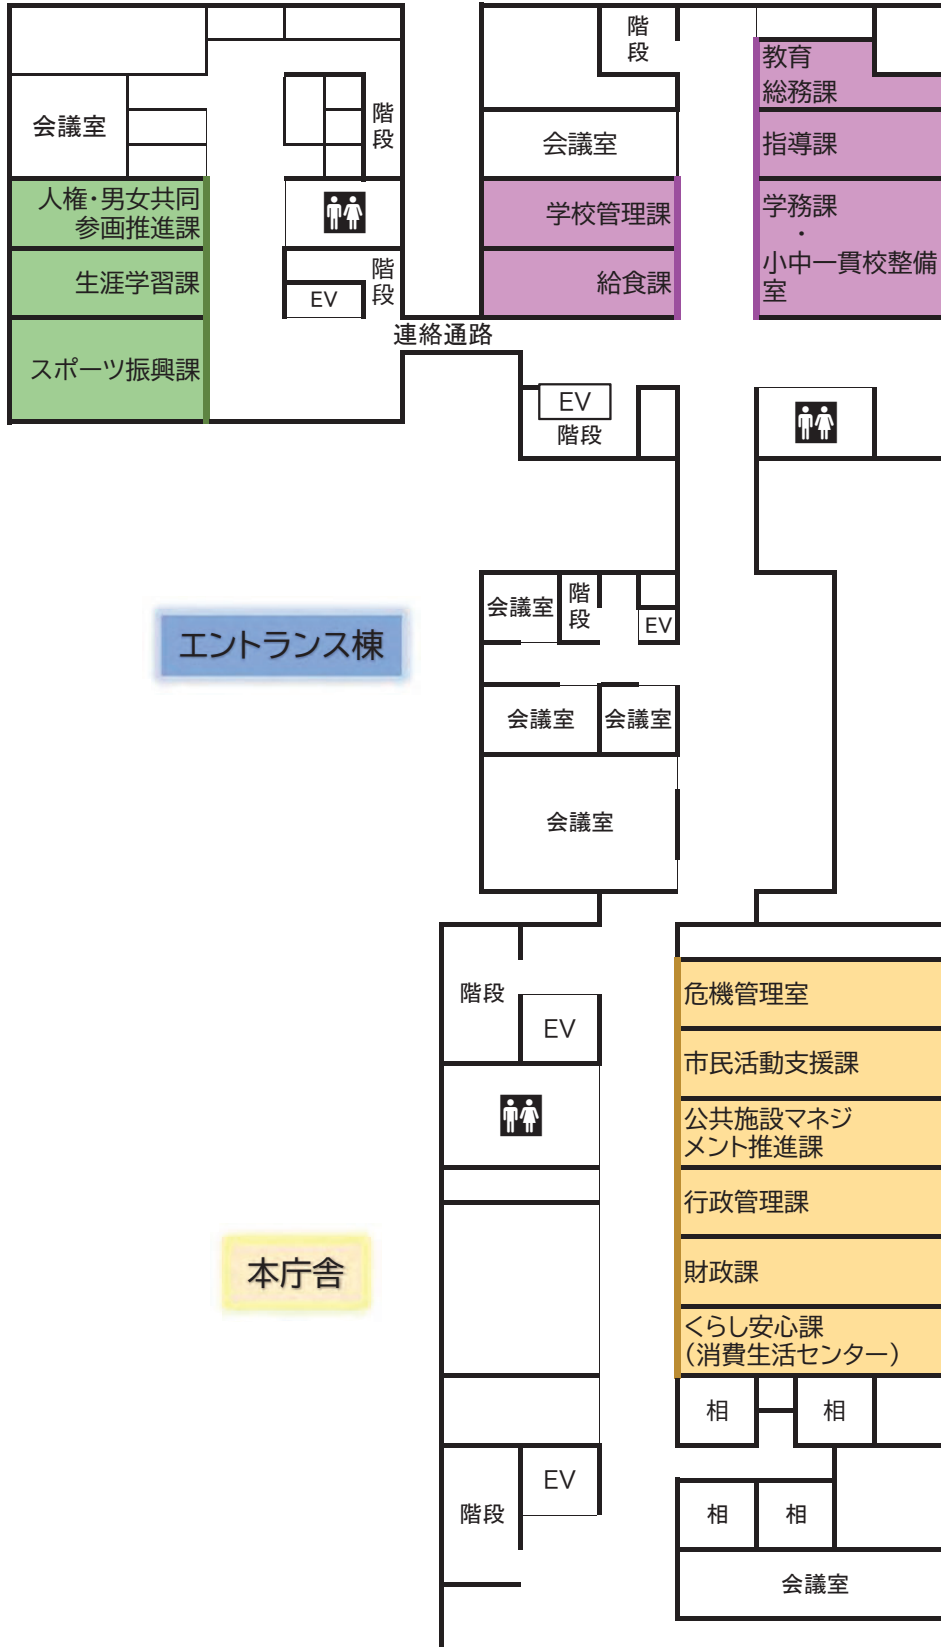 階
段
教育
総務課
会議室
階
段
会議室
指導課
人権・男女共同
参画推進課
学校管理課
学務課
・
小中一貫校整備
室
生涯学習課
EV
階
段
給食課
連絡通路
スポーツ振興課
EV
階段
会議室
階
段
EV
エントランス棟
会議室
会議室
会議室
階段
EV
危機管理室
市民活動支援課
公共施設マネジ
メント推進課
行政管理課
本庁舎
財政課
くらし安心課
（消費生活センター）
相
相
階段
EV
相
相
会議室